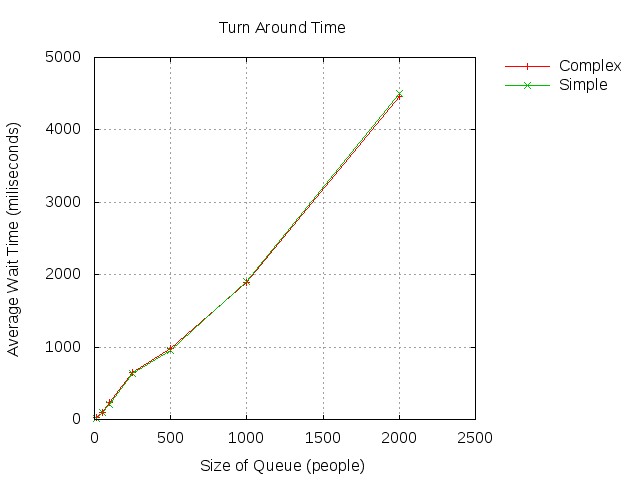 Turn Around Time
Complex
Simple
5000
4000
3000
2000
1000
0
0 500 1000 1500 2000 2500
Average Wait Time (miliseconds)
Size of Queue (people)